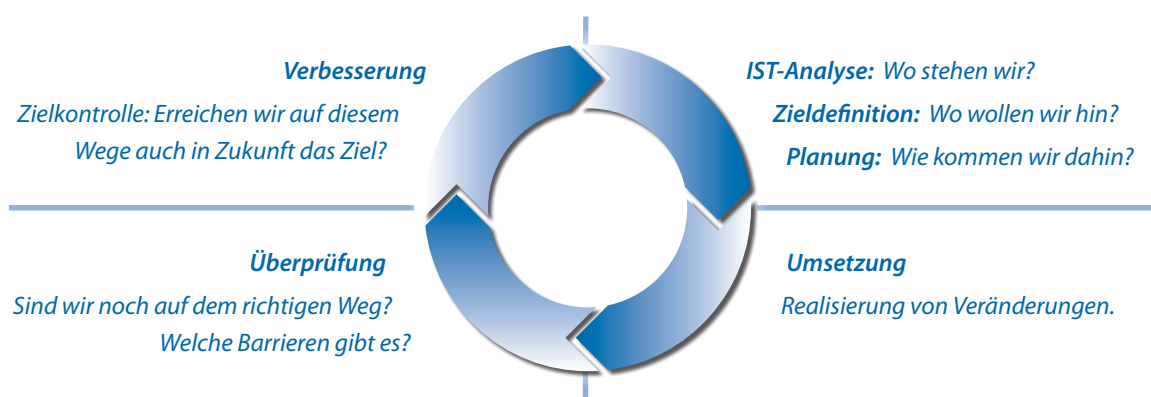 Verbesserung
Zielkontrolle: Erreichen wir auf diesem
Wege auch in Zukunft das Ziel?
IST-Analyse: Wo stehen wir?
Zieldefinition: Wo wollen wir hin?
Planung: Wie kommen wir dahin?
Überprüfung
Sind wir noch auf dem richtigen Weg?
Welche Barrieren gibt es?
Umsetzung
Realisierung von Veränderungen.